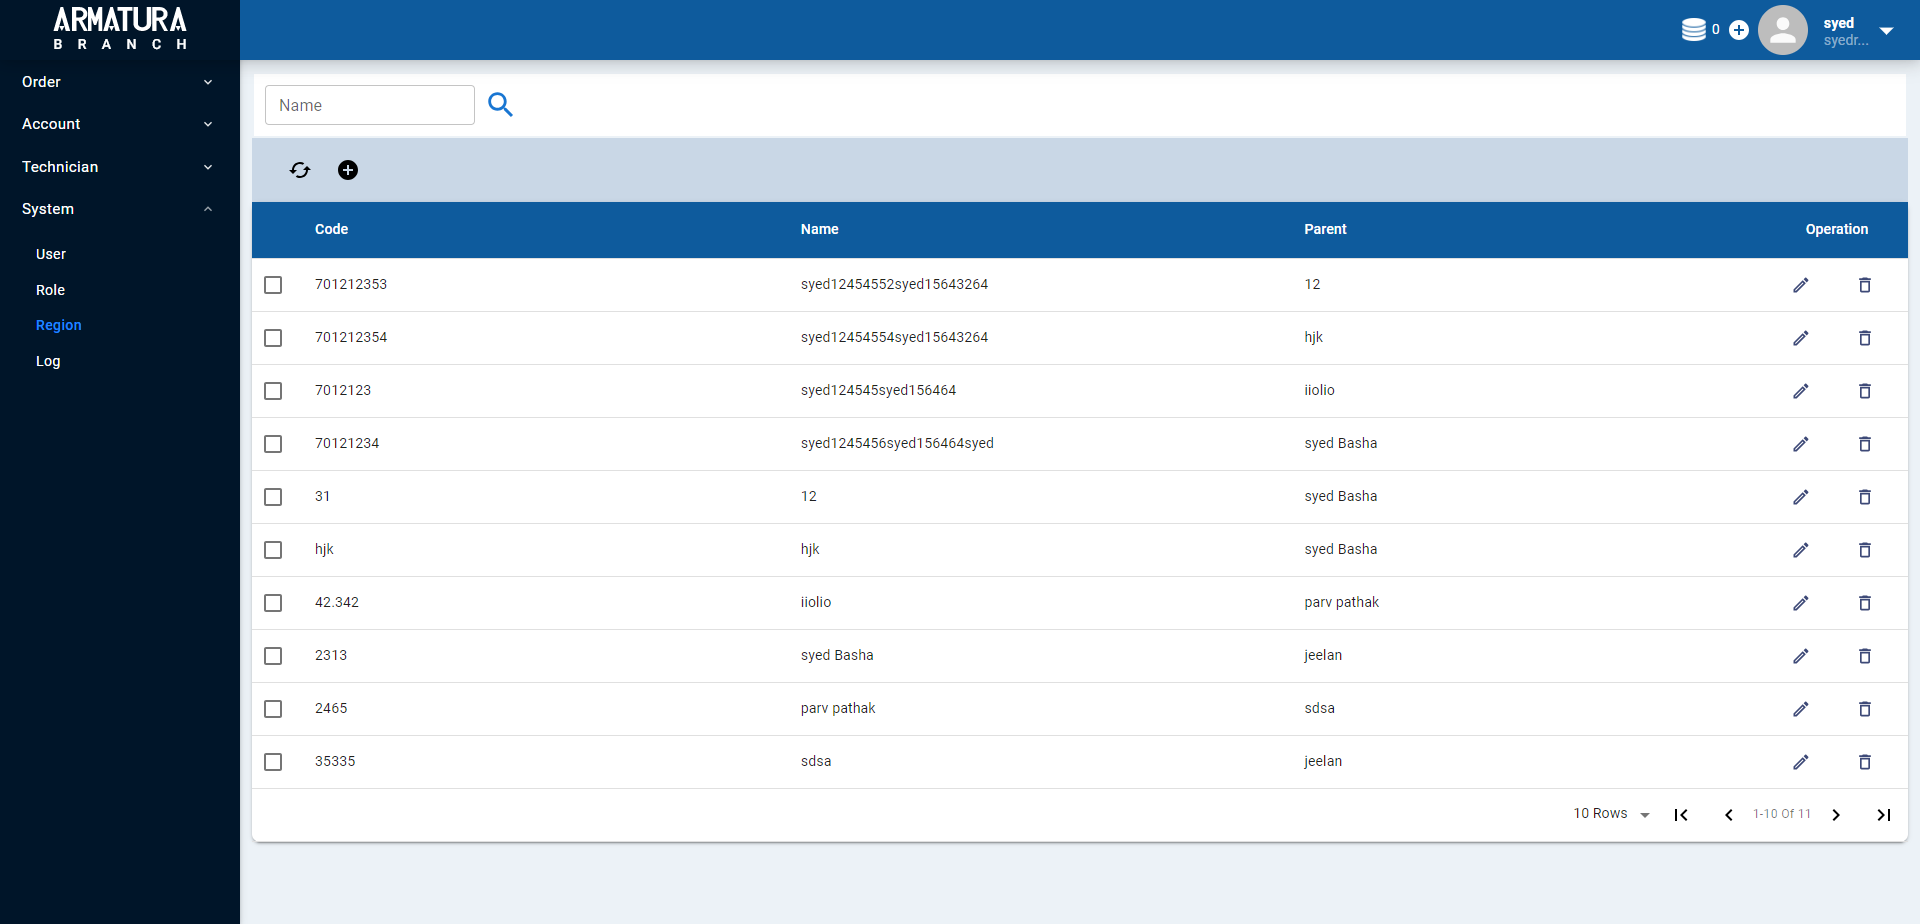 ARMATURA
BRANCH
0
syed
syedr...
Order
Account
Technician
System
User
Role
Region
Log
Name
Code Name Parent Operation
701212353 syed12454552syed15643264 12
701212354 syed12454554syed15643264 hjk
7012123 syed124545syed156464 iiolio
70121234 syed1245456syed156464syed syed Basha
31 12 syed Basha
hjk hjk syed Basha
42.342 iiolio parv pathak
2313 syed Basha jeelan
2465 parv pathak sdsa
35335 sdsa jeelan
10 Rows 1-10 Of 11